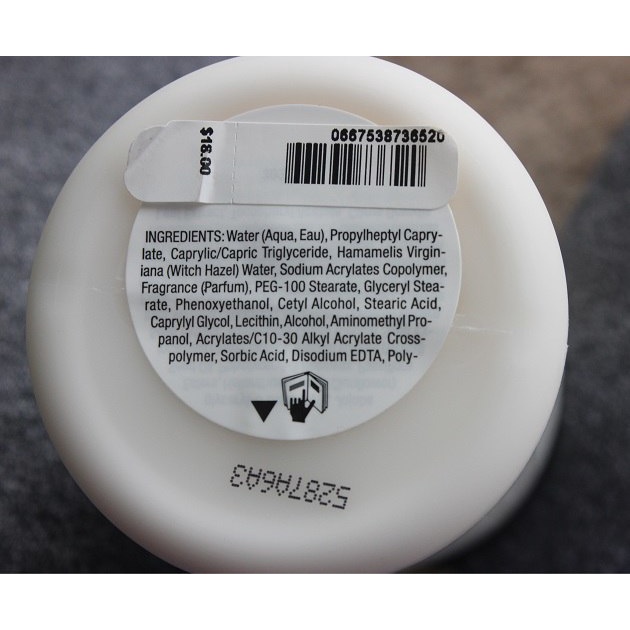 $18.00
0667538736520
INGREDIENTS: Water (Aqua, Eau), Propylheptyl Capry-
late, Caprylic/Capric Triglyceride, Hamamelis Virgin-
iana (Witch Hazel) Water, Sodium Acrylates Copolymer,
Fragrance (Parfum), PEG-100 Stearate, Glyceryl Stea-
rate, Phenoxyethanol, Cetyl Alcohol, Stearic Acid,
Caprylyl Glycol, Lecithin, Alcohol, Aminomethyl Pro-
panol, Acrylates/C10-30 Alkyl Acrylate Cross-
polymer, Sorbic Acid, Disodium EDTA, Poly-
5287A6A3